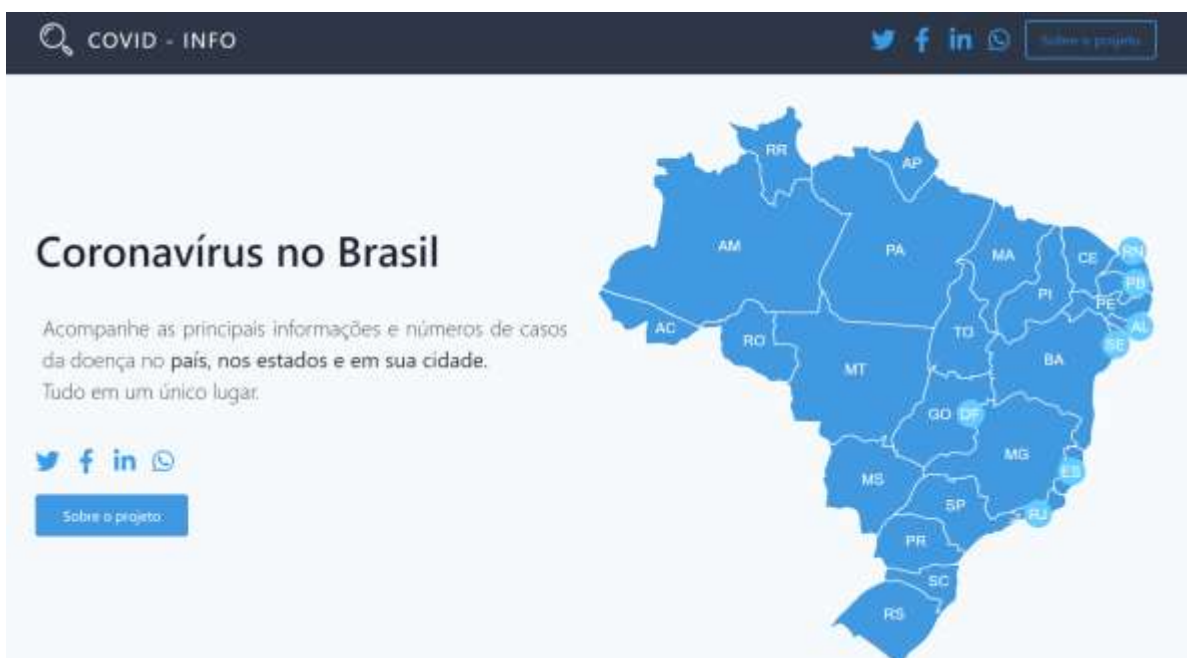 COVID - INFO
Sobre o projeto
Coronavírus no Brasil
Acompanhe as principais informações e números de casos
da doença no país, nos estados e em sua cidade.
Tudo em um único lugar.
Sobre o projeto
RR
AP
AM
PA
MA
CE
RN
PB
PI
PE
AC
RO
TO
AL
SE
MT
BA
GO
DF
MG
MS
ES
SP
RJ
PR
SC
RS